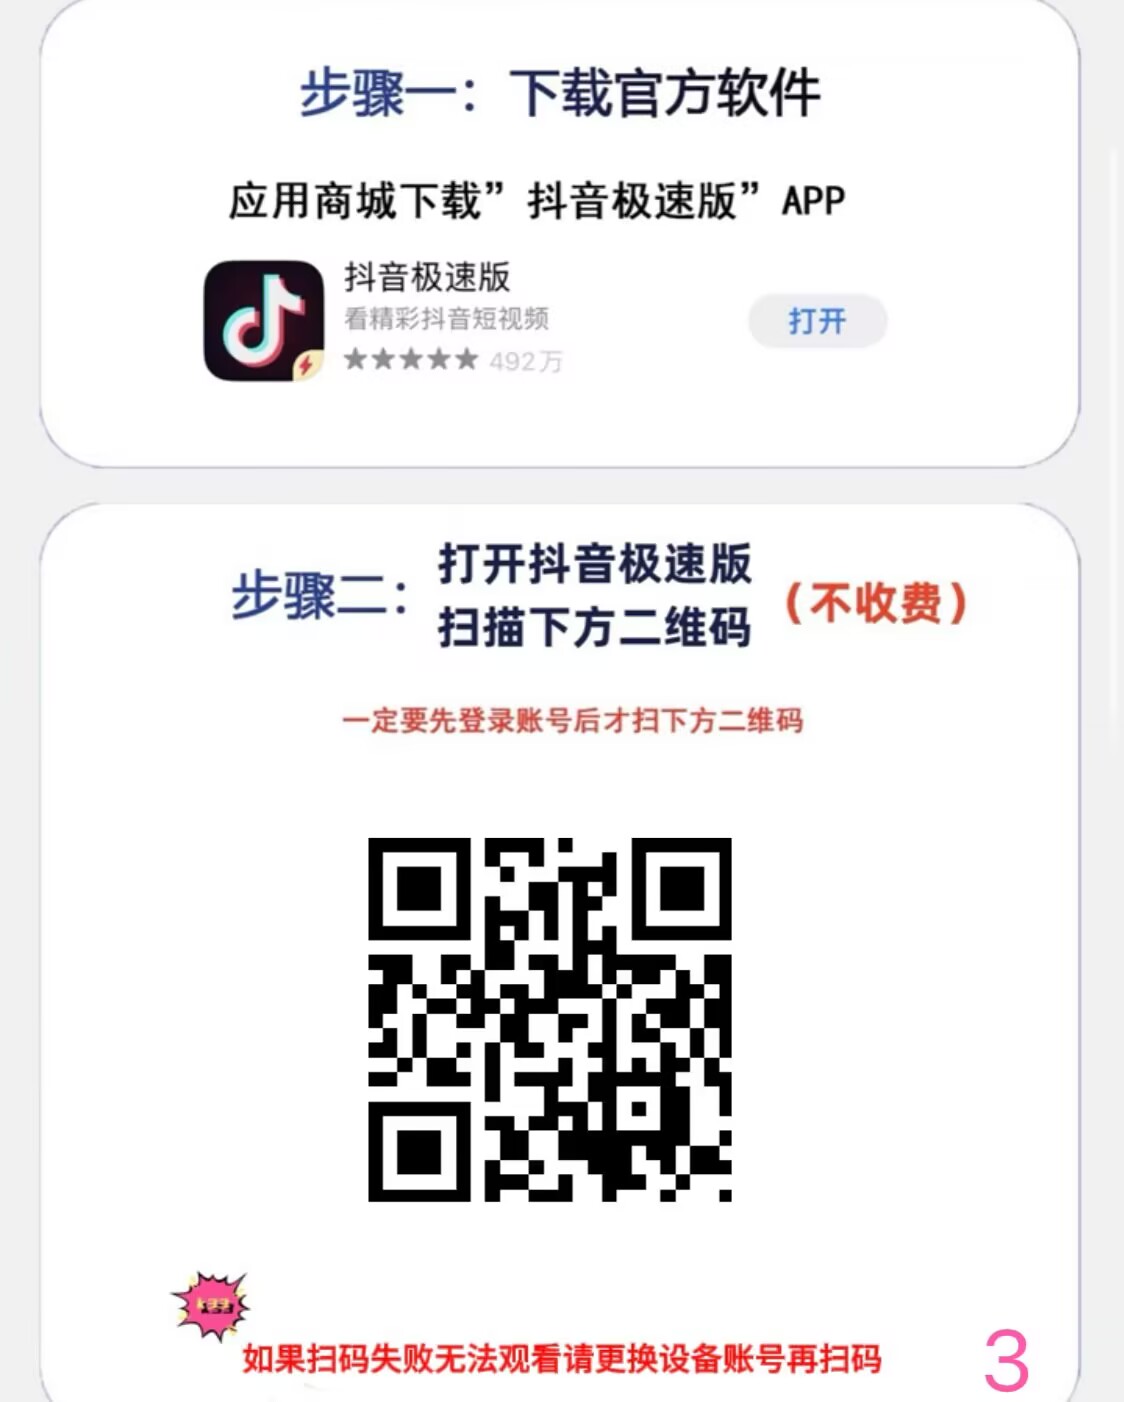 步骤一：下载官方软件
应用商城下载”抖音极速版”APP
抖音极速版
看精彩抖音短视频
打开
★★★★★ 492万
步骤二：打开抖音极速版
扫描下方二维码
（不收费）
一定要先登录账号后才扫下方二维码
如果扫码失败无法观看请更换设备账号再扫码
3